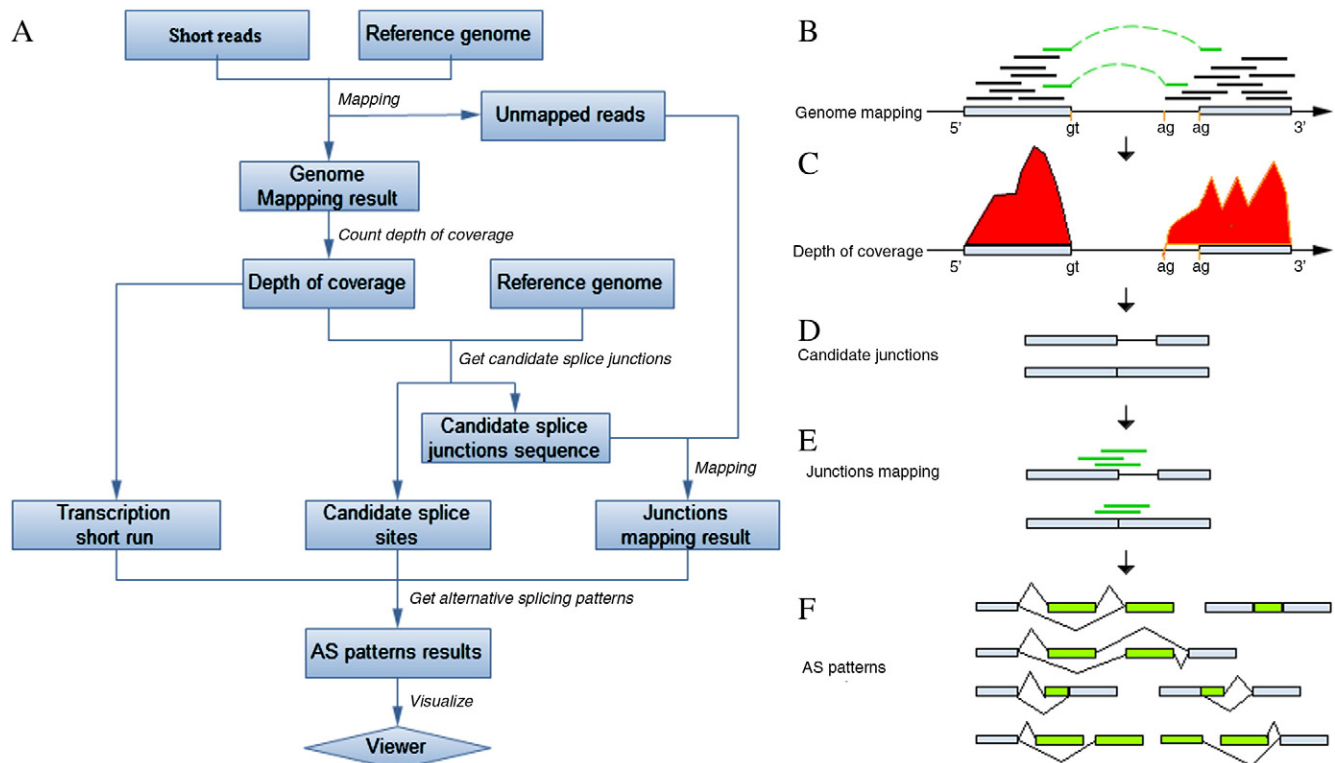 A
Short reads
Reference genome
Mapping
Unmapped reads
Genome
Mappping result
Count depth of coverage
Depth of coverage
Reference genome
Get candidate splice junctions
Candidate splice
junctions sequence
Mapping
Transcription
short run
Candidate splice
sites
Junctions
mapping result
Get alternative splicing patterns
AS patterns results
Visualize
Viewer
B
Genome mapping
5'
gt
ag
ag
3'
C
Depth of coverage
5'
gt
ag
ag
3'
D
Candidate junctions
E
Junctions mapping
F
AS patterns